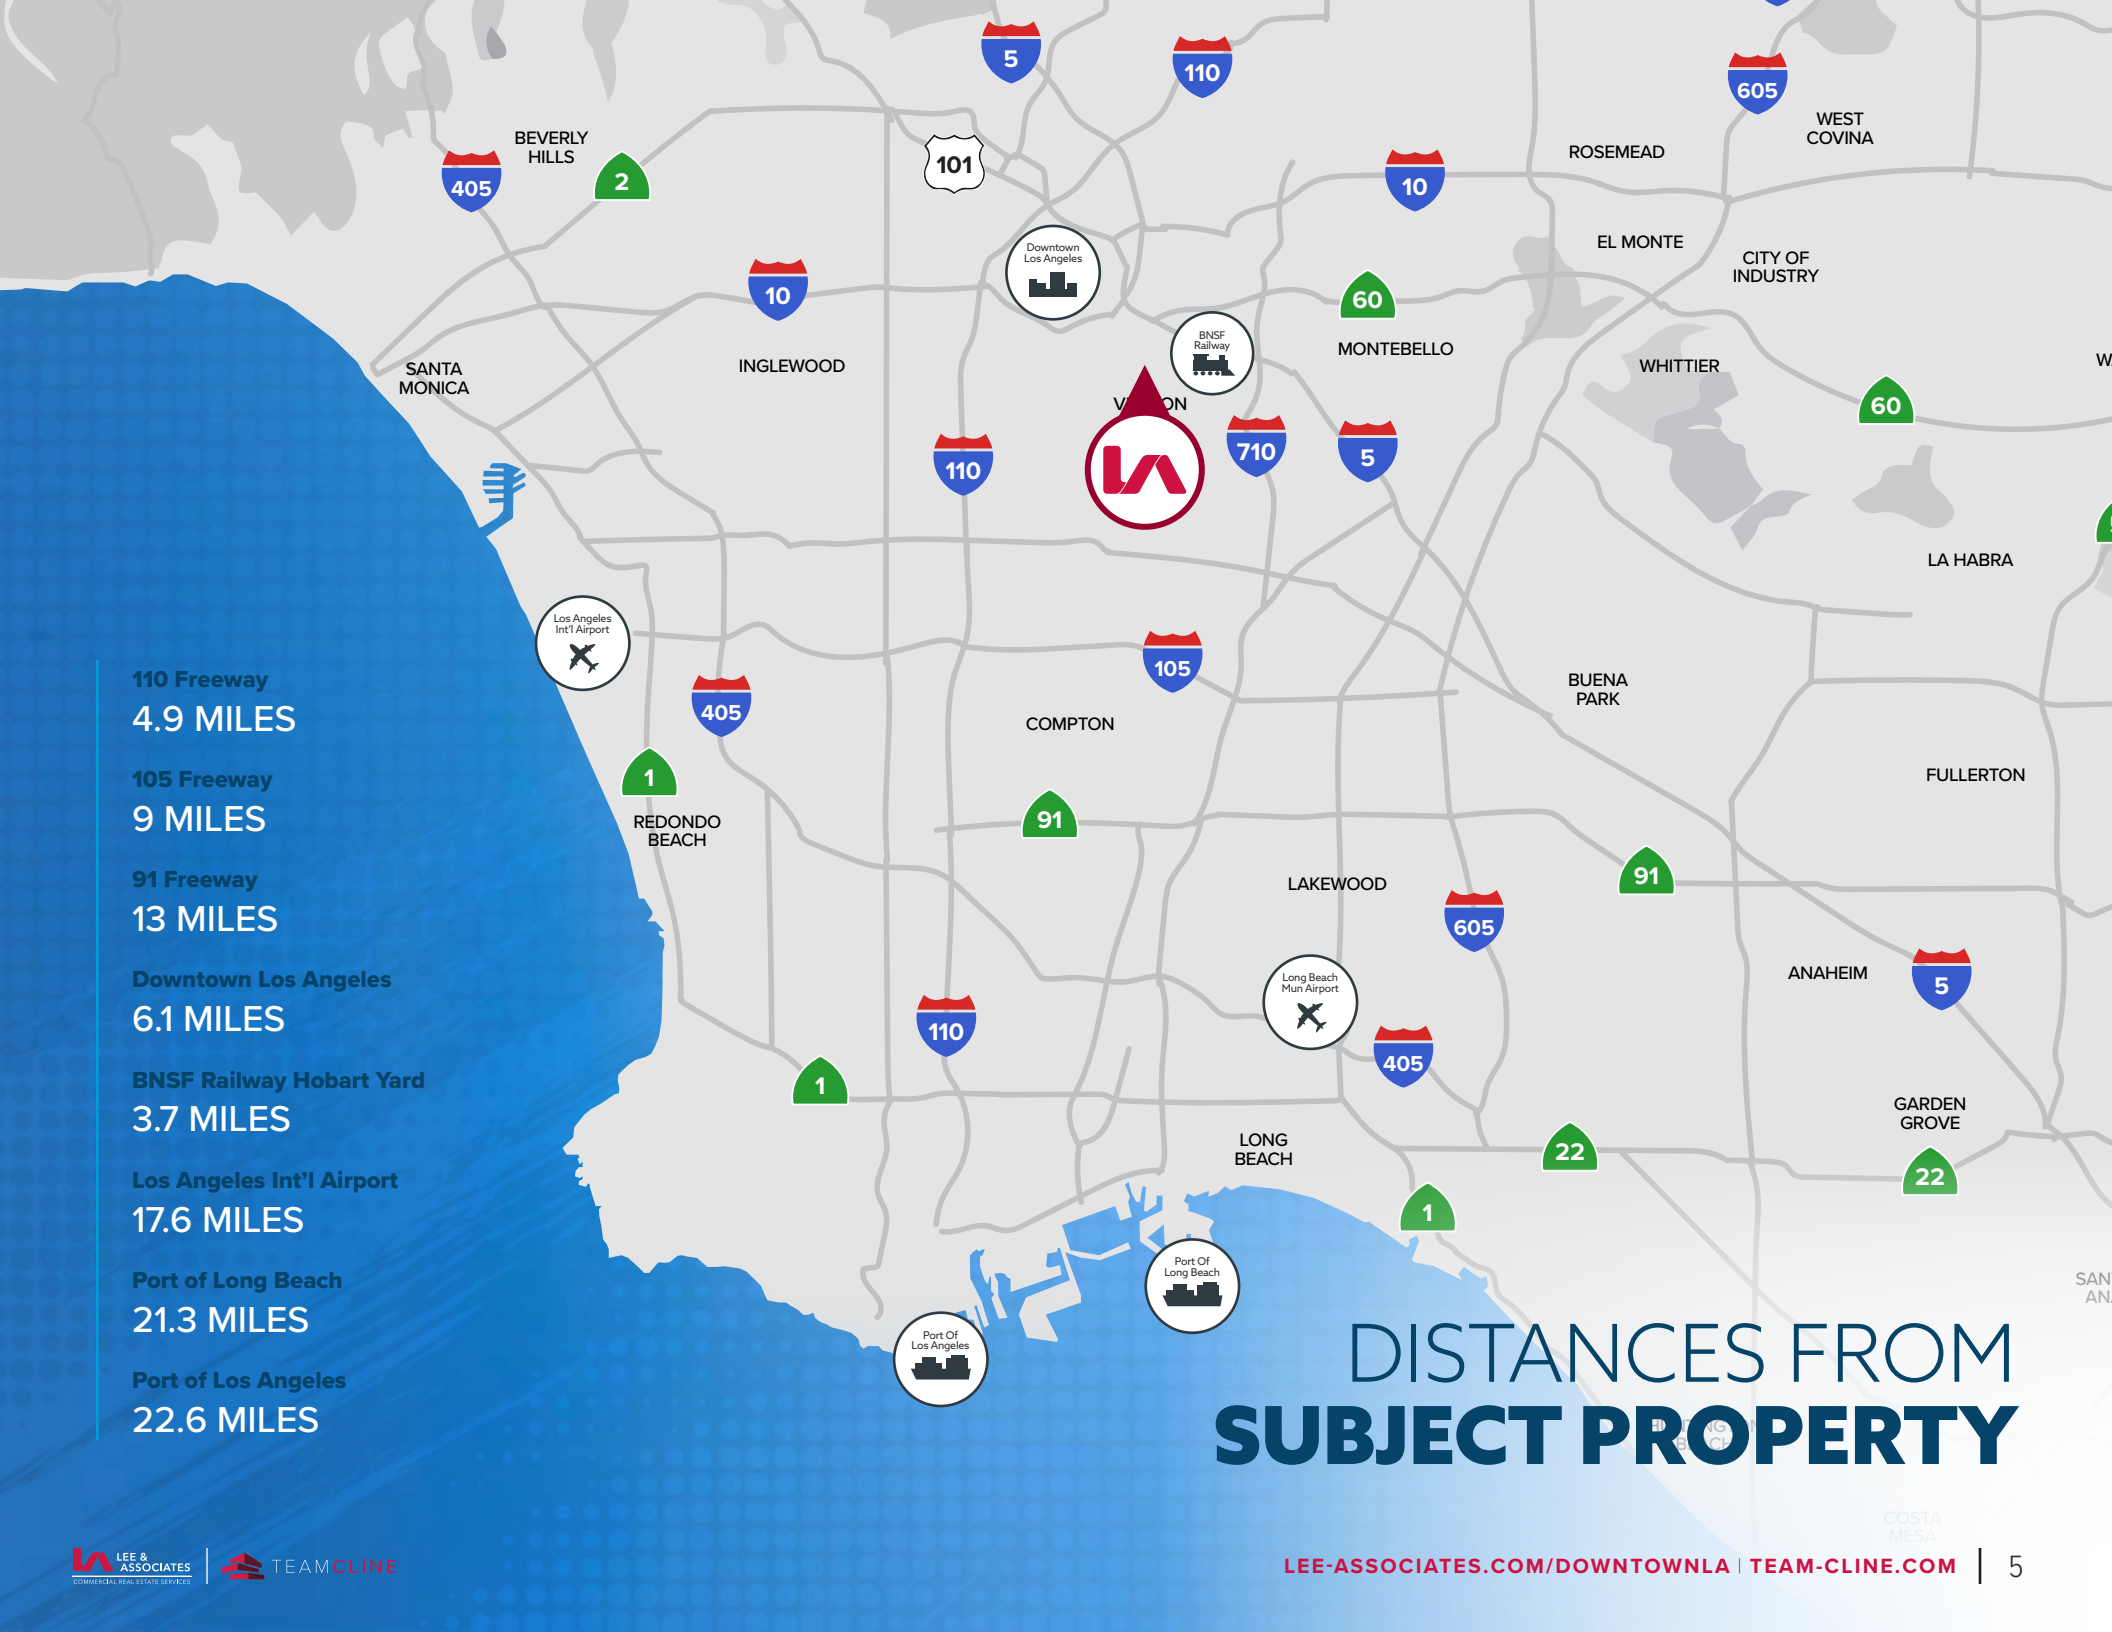 5
110
605
WEST
COVINA
BEVERLY
HILLS
405
2
101
ROSEMEAD
10
Downtown
Los Angeles
EL MONTE
CITY OF
INDUSTRY
10
60
BNSF
Railway
MONTEBELLO
SANTA
MONICA
INGLEWOOD
WHITTIER
60
110
710
5
LA HABRA
Los Angeles
Int'l Airport
105
405
BUENA
PARK
COMPTON
1
FULLERTON
REDONDO
BEACH
91
LAKEWOOD
91
605
Long Beach
Mun Airport
ANAHEIM
5
110
405
1
GARDEN
GROVE
LONG
BEACH
22
22
1
Port Of
Long Beach
Port Of
Los Angeles
110 Freeway
4.9 MILES
105 Freeway
9 MILES
91 Freeway
13 MILES
Downtown Los Angeles
6.1 MILES
BNSF Railway Hobart Yard
3.7 MILES
Los Angeles Int'l Airport
17.6 MILES
Port of Long Beach
21.3 MILES
Port of Los Angeles
22.6 MILES
DISTANCES FROM
SUBJECT PROPERTY
COSTA
MESA
LEE &
ASSOCIATES
COMMERCIAL REAL ESTATE SERVICES
TEAMCLINE
LEE-ASSOCIATES.COM/DOWNTOWNLA | TEAM-CLINE.COM | 5